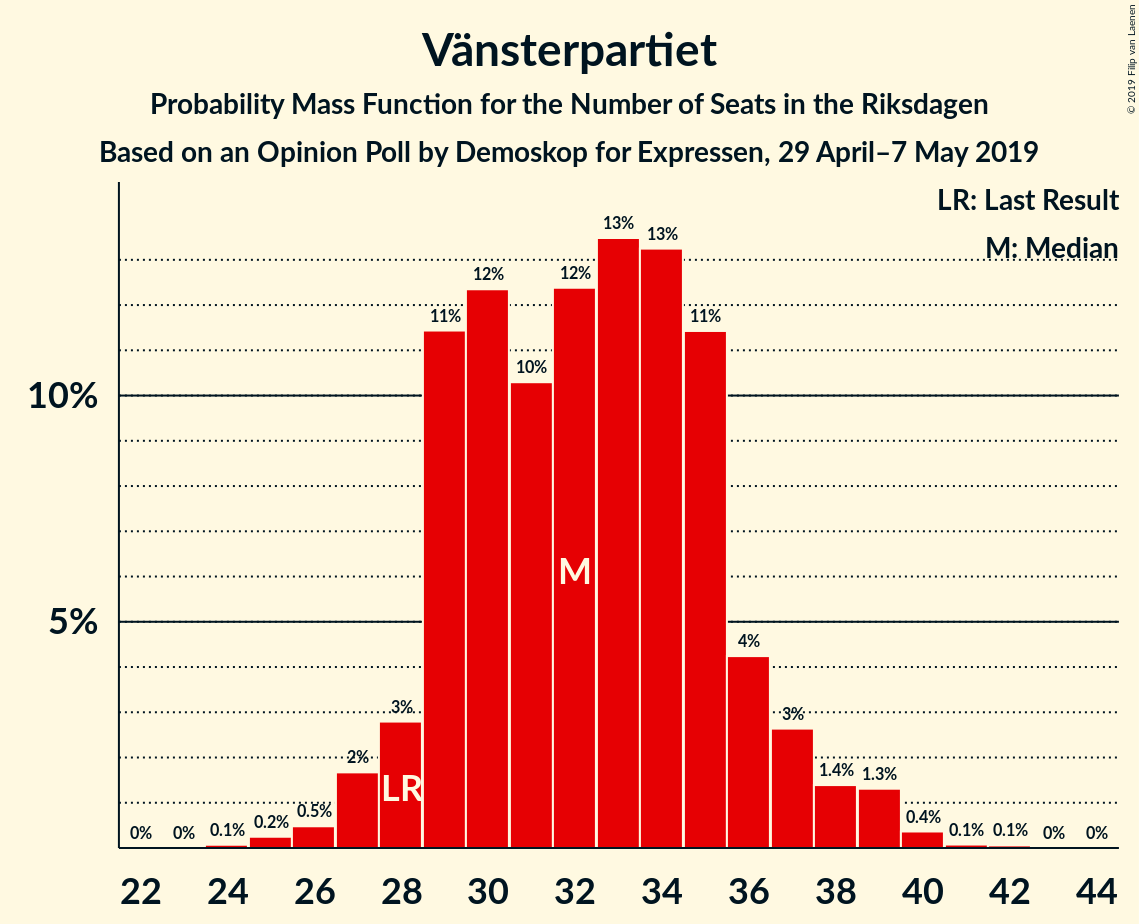 Vänsterpartiet
Probability Mass Function for the Number of Seats in the Riksdagen
Based on an Opinion Poll by Demoskop for Expressen, 29 April–7 May 2019
© 2019 Filip van Laenen
LR: Last Result
M: Median
13%
13%
12%
12%
11%
11%
10%
10%
5%
4%
3%
3%
2%
1.4%
1.3%
0.5%
0.4%
0.2%
0% 0% 0.1% 0.1% 0.1% 0% 0%
M
LR
22 24 26 28 30 32 34 36 38 40 42 44